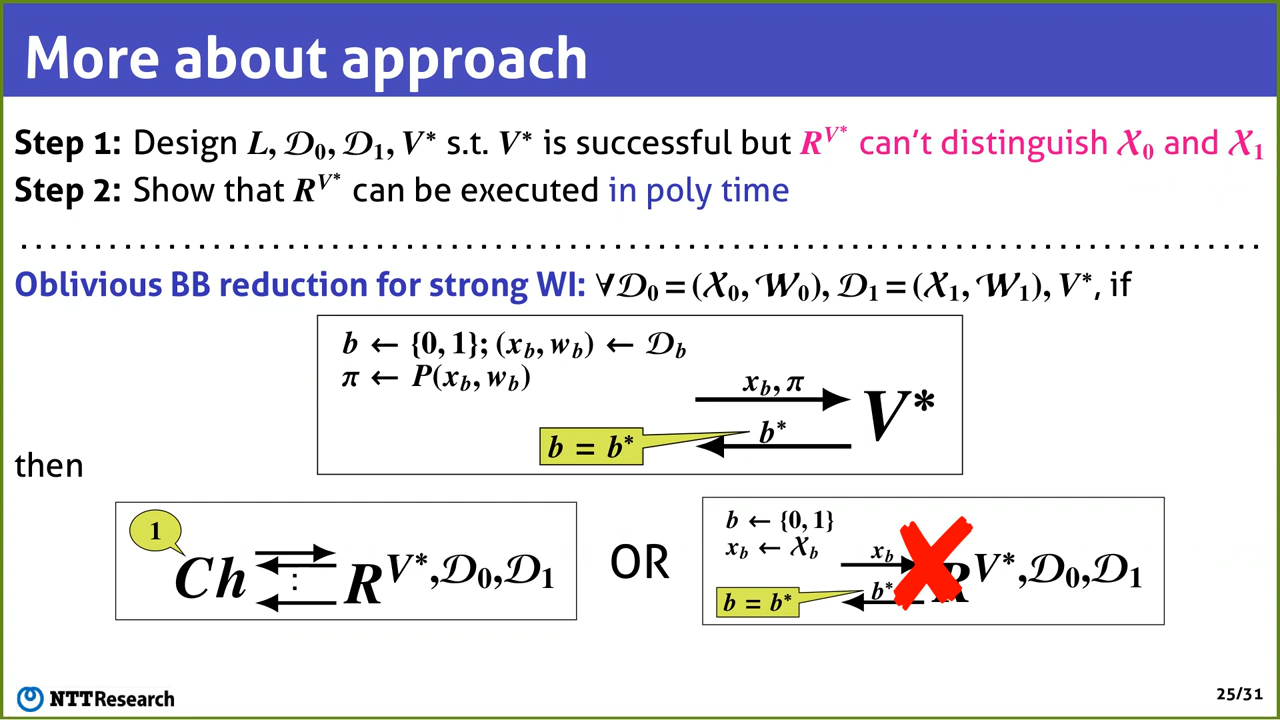 More about approach
Step 1: Design L, 𝒟₀, 𝒟₁, V* s.t. V* is successful but R^{V*} can't distinguish 𝒳₀ and 𝒳₁
Step 2: Show that R^{V*} can be executed in poly time
Oblivious BB reduction for strong WI: ∀𝒟₀ = (𝒳₀, 𝒲₀), 𝒟₁ = (𝒳₁, 𝒲₁), V*, if
b ← {0, 1}; (x_b, w_b) ← 𝒟_b
π ← P(x_b, w_b)
x_b, π
V*
b*
b = b*
then
1
Ch
⋮
R^{V*,𝒟₀,𝒟₁}
OR
b ← {0, 1}
x_b ← 𝒳_b
x_b
b*
b = b*
R^{V*,𝒟₀,𝒟₁}
NTTResearch
25/31